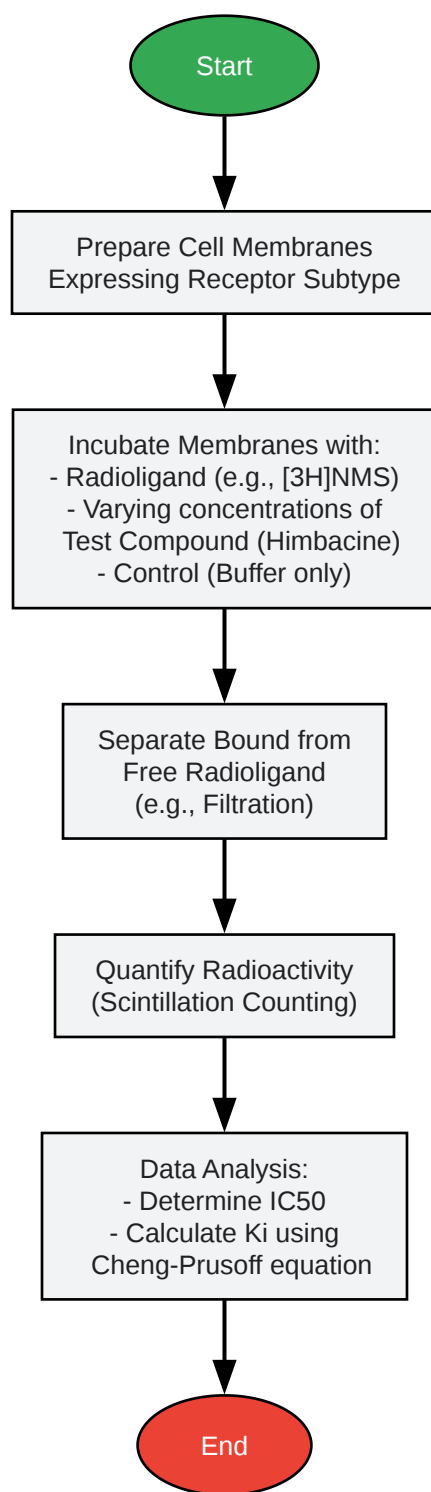 Start
Prepare Cell Membranes
Expressing Receptor Subtype
Incubate Membranes with:
- Radioligand (e.g., [3H]NMS)
- Varying concentrations of
Test Compound (Himbacine)
- Control (Buffer only)
Separate Bound from
Free Radioligand
(e.g., Filtration)
Quantify Radioactivity
(Scintillation Counting)
Data Analysis:
- Determine IC50
- Calculate Ki using
Cheng-Prusoff equation
End